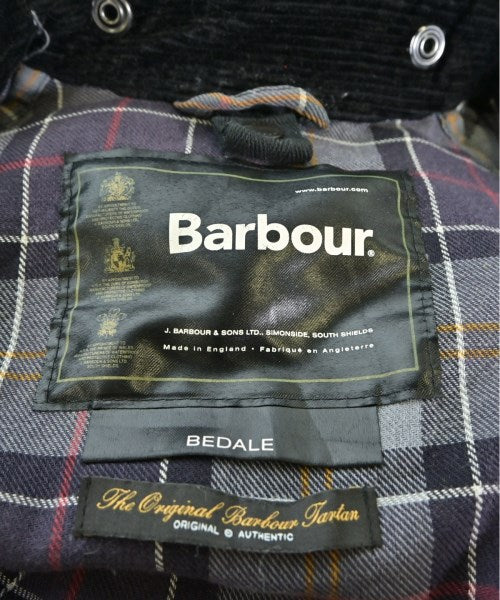 www.barbour.com
Barbour®
J. BARBOUR & SONS LTD., SIMONSIDE, SOUTH SHIELDS
Made in England · Fabriqué en Angleterre
BEDALE
The Original Barbour Tartan
ORIGINAL © AUTHENTIC